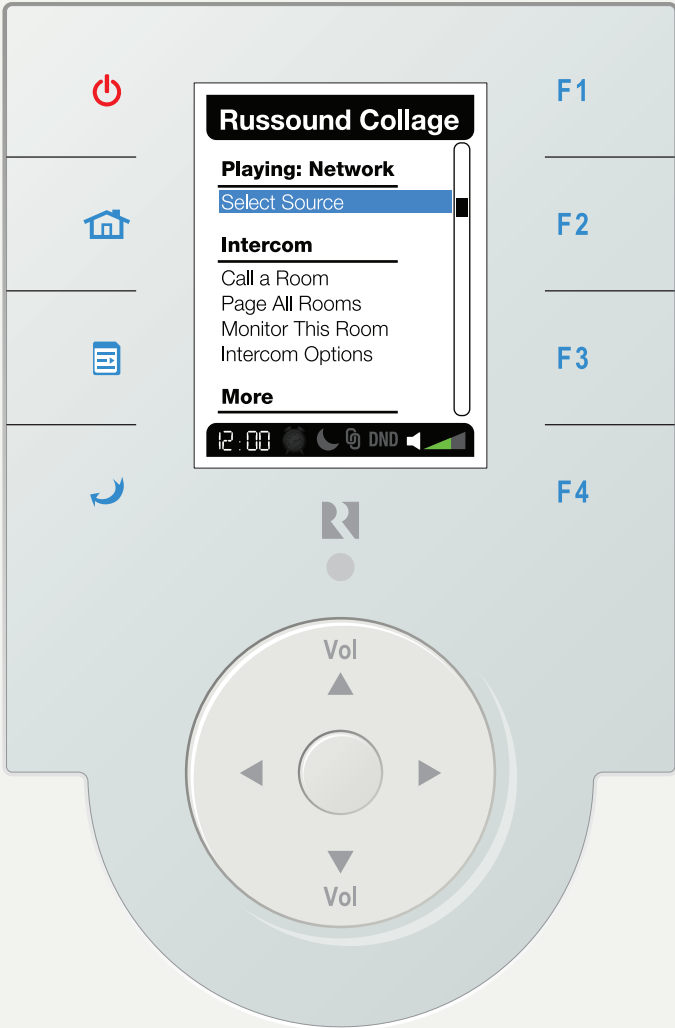 Russound Collage
Playing: Network
Select Source
Intercom
Call a Room
Page All Rooms
Monitor This Room
Intercom Options
More
12:00 DND
F1
F2
F3
F4
R
Vol
Vol